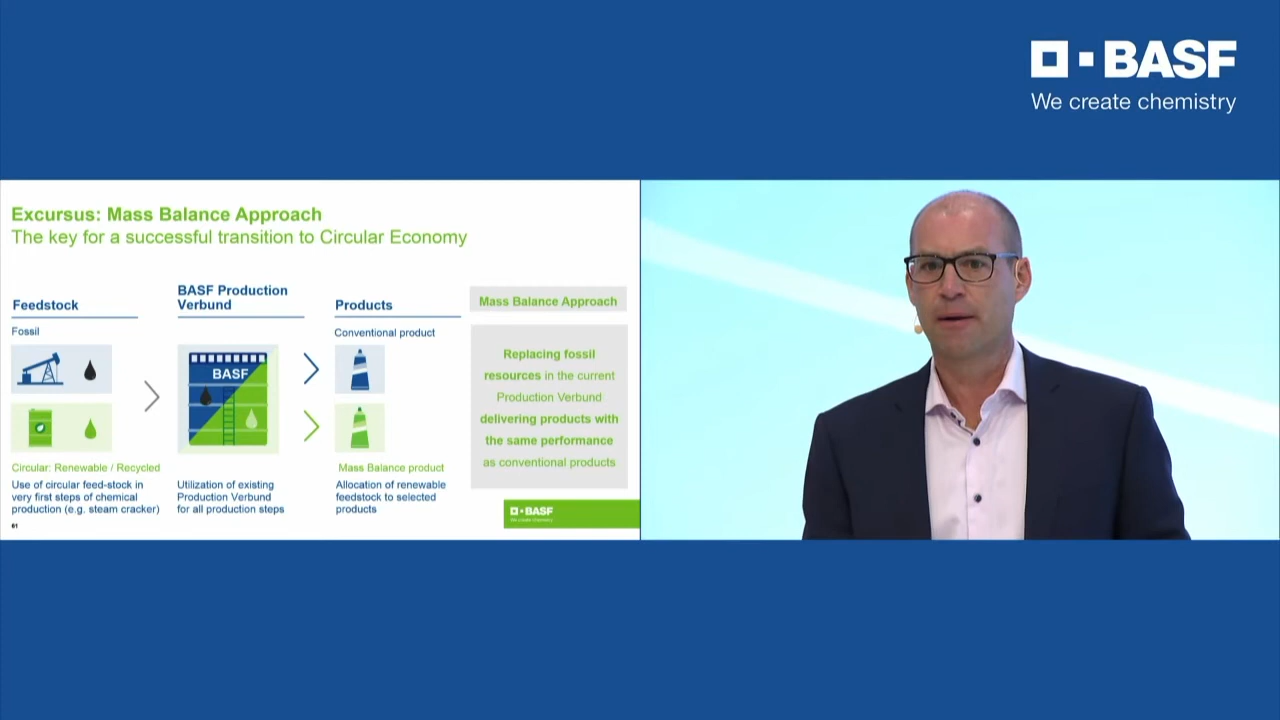 BASF
We create chemistry
Excursus: Mass Balance Approach
The key for a successful transition to Circular Economy
Feedstock
Fossil
Circular: Renewable / Recycled
Use of circular feed-stock in
very first steps of chemical
production (e.g. steam cracker)
BASF Production
Verbund
BASF
Utilization of existing
Production Verbund
for all production steps
Products
Conventional product
Mass Balance product
Allocation of renewable
feedstock to selected
products
Mass Balance Approach
Replacing fossil
resources in the current
Production Verbund
delivering products with
the same performance
as conventional products
61
BASF
We create chemistry